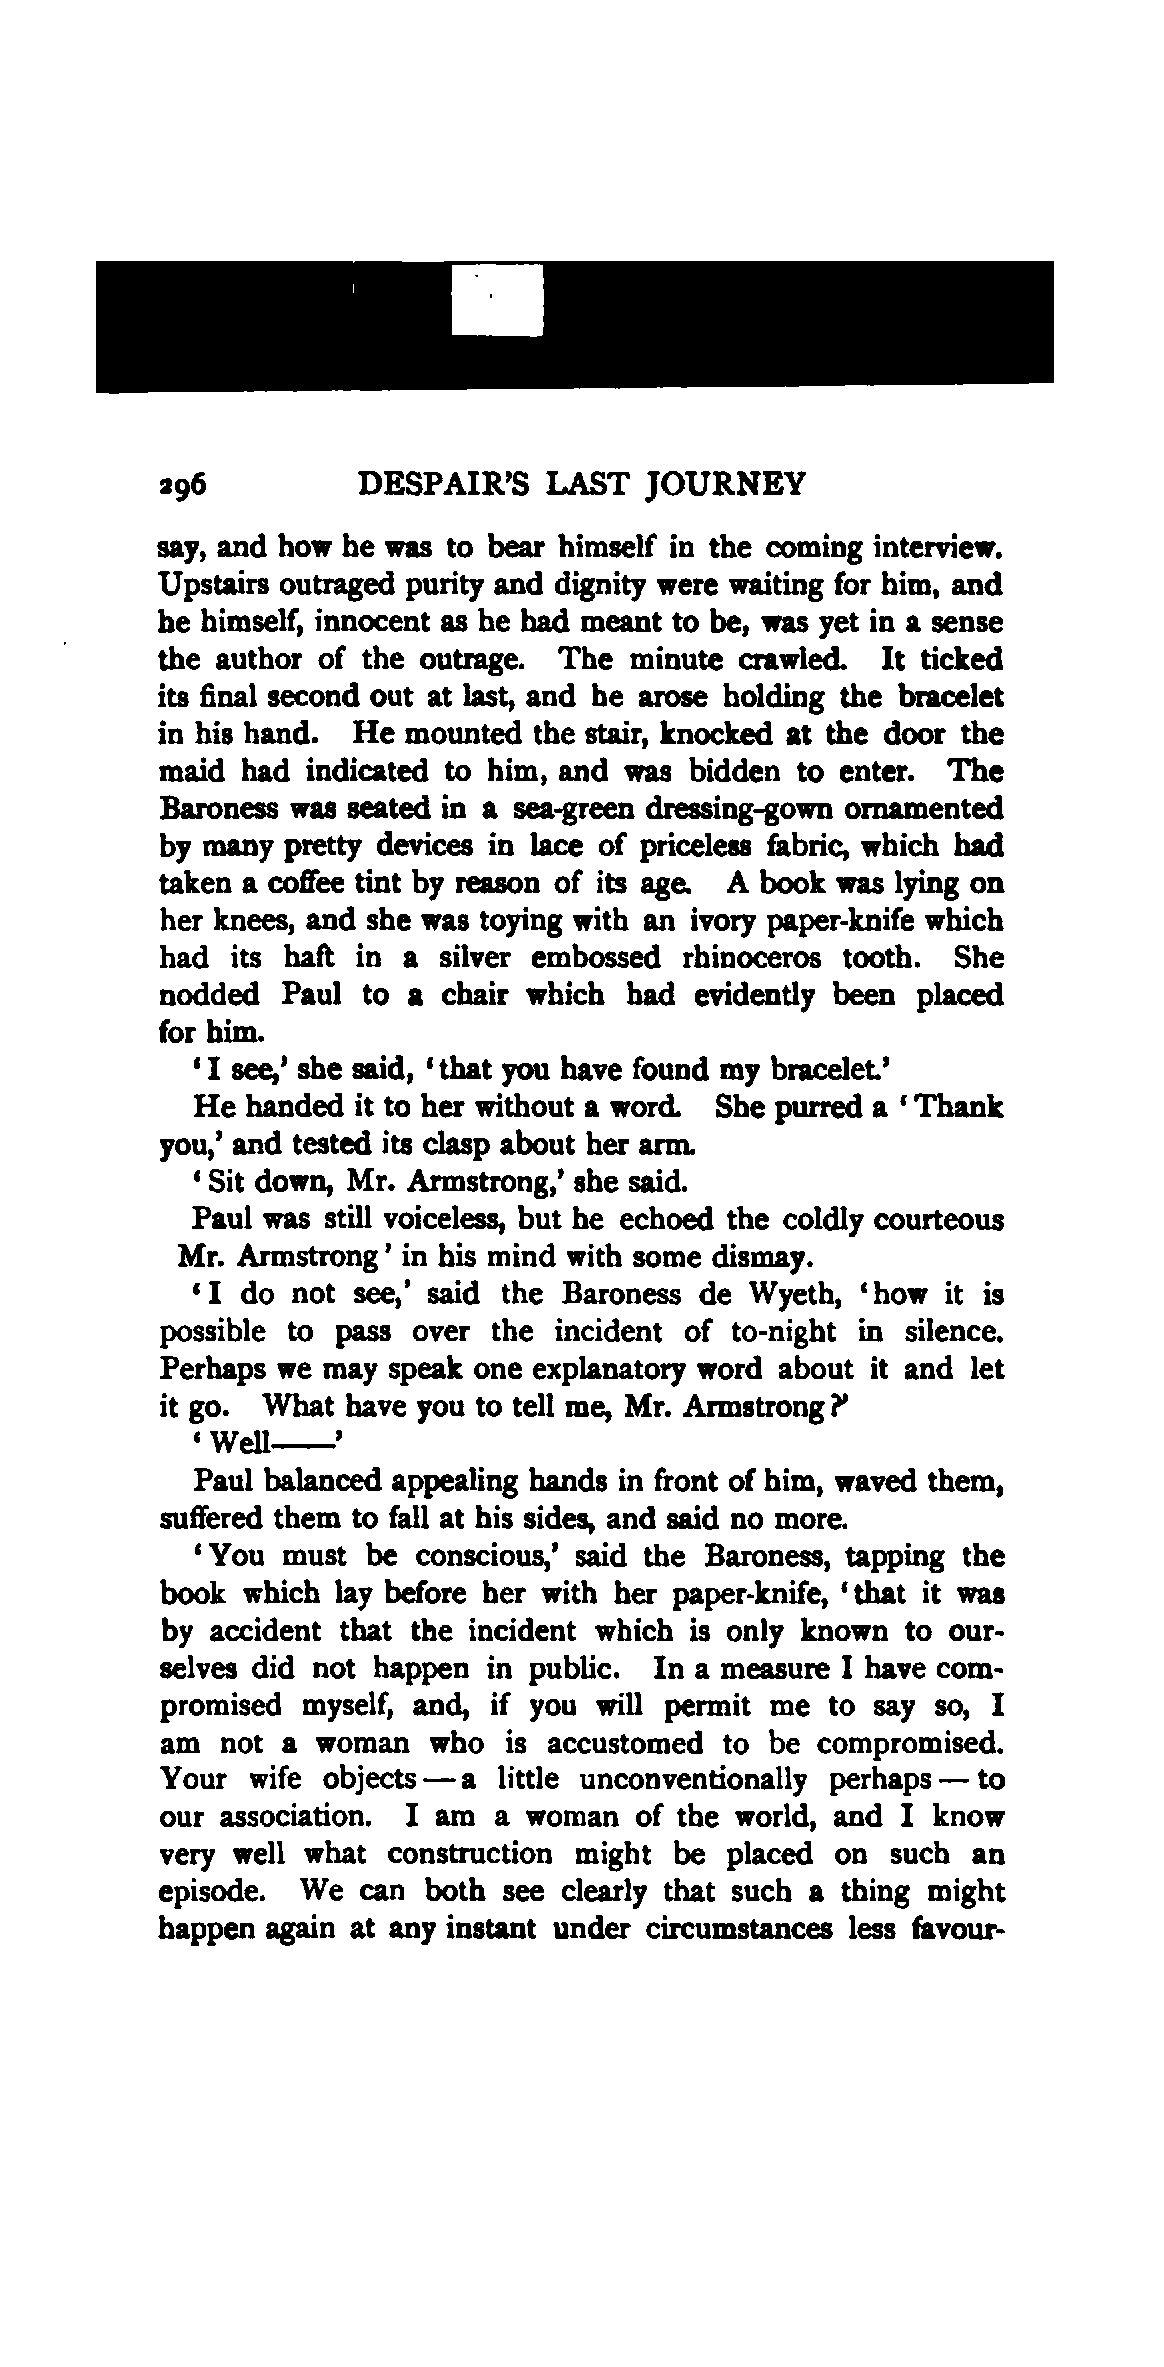 296 DESPAIR'S LAST JOURNEY
say, and how he was to bear himself in the coming interview.
Upstairs outraged purity and dignity were waiting for him, and
he himself, innocent as he had meant to be, was yet in a sense
the author of the outrage. The minute crawled. It ticked
its final second out at last, and he arose holding the bracelet
in his hand. He mounted the stair, knocked at the door the
maid had indicated to him, and was bidden to enter. The
Baroness was seated in a sea-green dressing-gown ornamented
by many pretty devices in lace of priceless fabric, which had
taken a coffee tint by reason of its age. A book was lying on
her knees, and she was toying with an ivory paper-knife which
had its haft in a silver embossed rhinoceros tooth. She
nodded Paul to a chair which had evidently been placed
for him.
‘I see,’ she said, ‘that you have found my bracelet.’
He handed it to her without a word. She purred a ‘Thank
you,’ and tested its clasp about her arm.
‘Sit down, Mr. Armstrong,’ she said.
Paul was still voiceless, but he echoed the coldly courteous
Mr. Armstrong’ in his mind with some dismay.
‘I do not see,’ said the Baroness de Wyeth, ‘how it is
possible to pass over the incident of to-night in silence.
Perhaps we may speak one explanatory word about it and let
it go. What have you to tell me, Mr. Armstrong?’
‘Well——’
Paul balanced appealing hands in front of him, waved them,
suffered them to fall at his sides, and said no more.
‘You must be conscious,’ said the Baroness, tapping the
book which lay before her with her paper-knife, ‘that it was
by accident that the incident which is only known to our-
selves did not happen in public. In a measure I have com-
promised myself, and, if you will permit me to say so, I
am not a woman who is accustomed to be compromised.
Your wife objects — a little unconventionally perhaps — to
our association. I am a woman of the world, and I know
very well what construction might be placed on such an
episode. We can both see clearly that such a thing might
happen again at any instant under circumstances less favour-